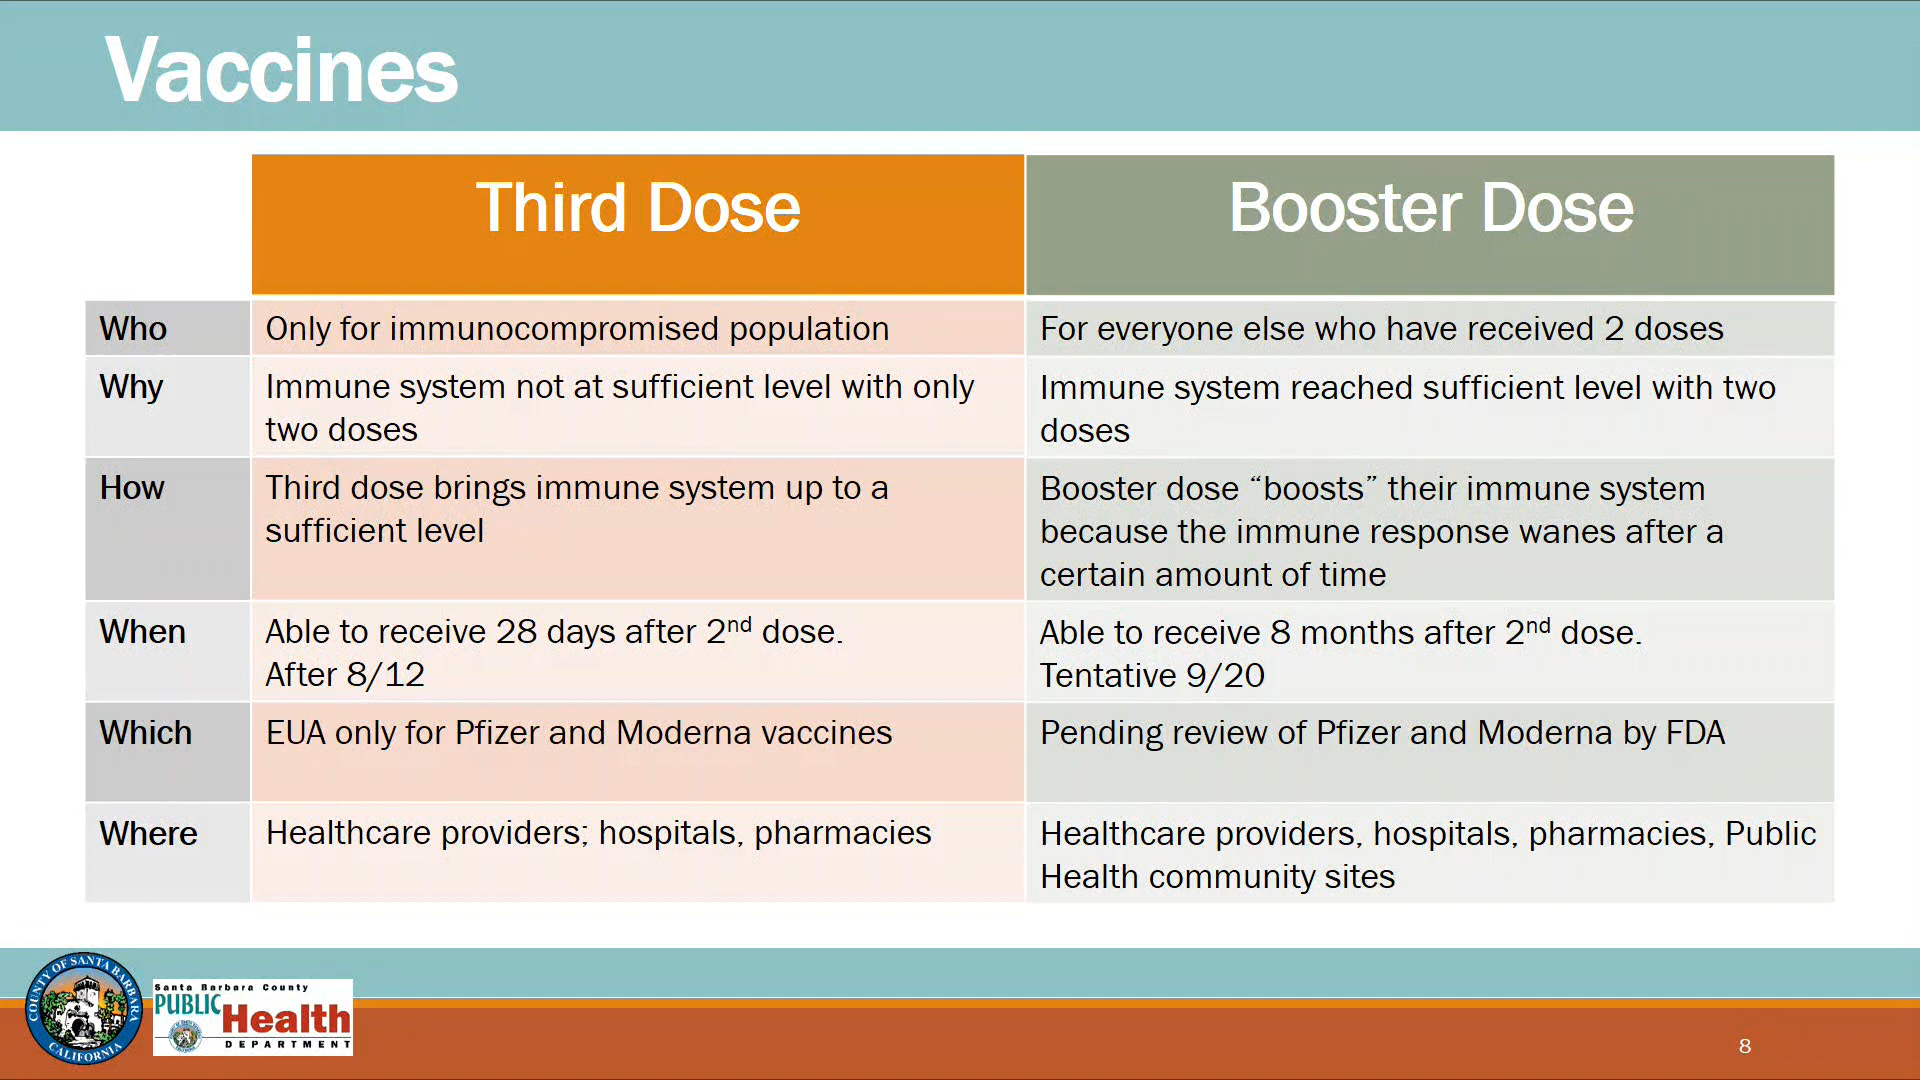 Vaccines
Third Dose
Booster Dose
Who
Only for immunocompromised population
For everyone else who have received 2 doses
Why
Immune system not at sufficient level with only
two doses
Immune system reached sufficient level with two
doses
How
Third dose brings immune system up to a
sufficient level
Booster dose “boosts” their immune system
because the immune response wanes after a
certain amount of time
When
Able to receive 28 days after 2nd dose.
After 8/12
Able to receive 8 months after 2nd dose.
Tentative 9/20
Which
EUA only for Pfizer and Moderna vaccines
Pending review of Pfizer and Moderna by FDA
Where
Healthcare providers; hospitals, pharmacies
Healthcare providers, hospitals, pharmacies, Public
Health community sites
COUNTY OF SANTA BARBARA
CALIFORNIA
Santa Barbara County
PUBLIC
Health
DEPARTMENT
8